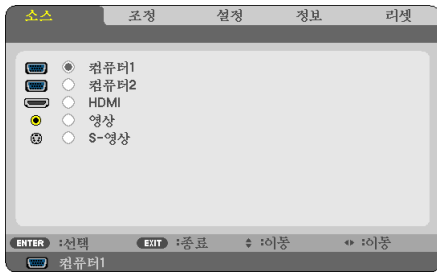 소스 조정 설정 정보 리셋
컴퓨터1
컴퓨터2
HDMI
영상
S-영상
ENTER :선택 EXIT :종료 :이동 :이동
컴퓨터1